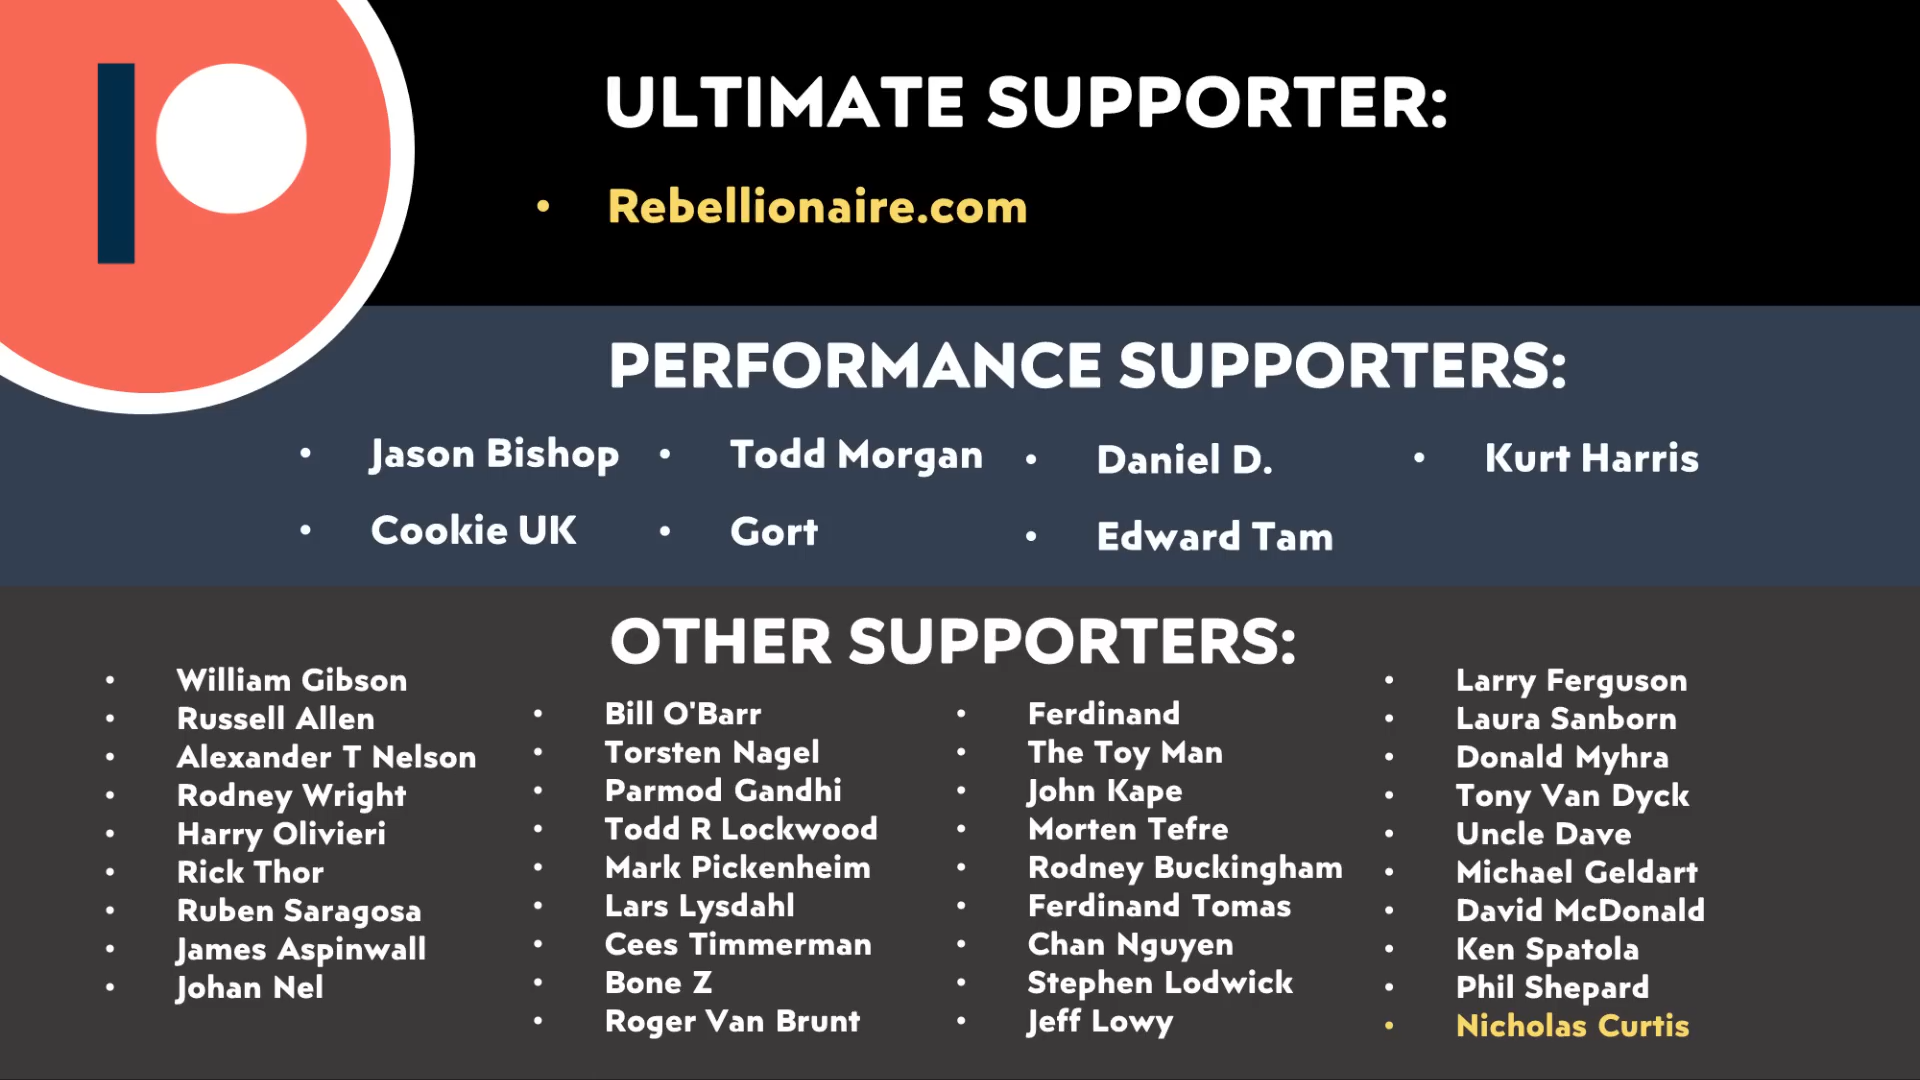 ULTIMATE SUPPORTER:
• Rebellionaire.com
PERFORMANCE SUPPORTERS:
• Jason Bishop
• Cookie UK
• Todd Morgan
• Gort
• Daniel D.
• Edward Tam
• Kurt Harris
OTHER SUPPORTERS:
• William Gibson
• Russell Allen
• Alexander T Nelson
• Rodney Wright
• Harry Olivieri
• Rick Thor
• Ruben Saragosa
• James Aspinwall
• Johan Nel
• Bill O'Barr
• Torsten Nagel
• Parmod Gandhi
• Todd R Lockwood
• Mark Pickenheim
• Lars Lysdahl
• Cees Timmerman
• Bone Z
• Roger Van Brunt
• Ferdinand
• The Toy Man
• John Kape
• Morten Tefre
• Rodney Buckingham
• Ferdinand Tomas
• Chan Nguyen
• Stephen Lodwick
• Jeff Lowy
• Larry Ferguson
• Laura Sanborn
• Donald Myhra
• Tony Van Dyck
• Uncle Dave
• Michael Geldart
• David McDonald
• Ken Spatola
• Phil Shepard
• Nicholas Curtis